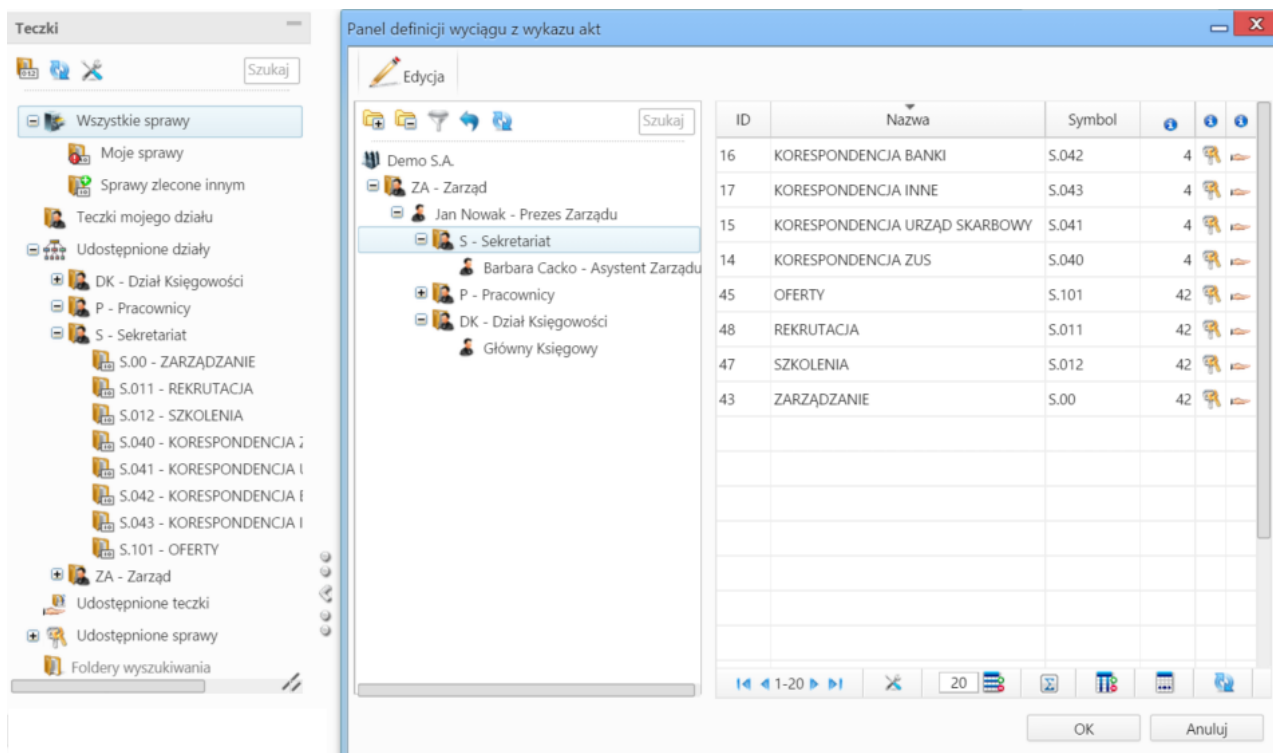 Teczki
Szukaj
Wszystkie sprawy
Moje sprawy
Sprawy zlecone innym
Teczki mojego działu
Udostępnione działy
DK - Dział Księgowości
P - Pracownicy
S - Sekretariat
S.00 - ZARZĄDZANIE
S.011 - REKRUTACJA
S.012 - SZKOLENIA
S.040 - KORESPONDENCJA Z
S.041 - KORESPONDENCJA U
S.042 - KORESPONDENCJA B
S.043 - KORESPONDENCJA I
S.101 - OFERTY
ZA - Zarząd
Udostępnione teczki
Udostępnione sprawy
Foldery wyszukiwania
Panel definicji wyciągu z wykazu akt
Edycja
Szukaj
Demo S.A.
ZA - Zarząd
Jan Nowak - Prezes Zarządu
S - Sekretariat
Barbara Cacko - Asystent Zarządu
P - Pracownicy
DK - Dział Księgowości
Główny Księgowy
ID Nazwa Symbol
16 KORESPONDENCJA BANKI S.042 4
17 KORESPONDENCJA INNE S.043 4
15 KORESPONDENCJA URZĄD SKARBOWY S.041 4
14 KORESPONDENCJA ZUS S.040 4
45 OFERTY S.101 42
48 REKRUTACJA S.011 42
47 SZKOLENIA S.012 42
43 ZARZĄDZANIE S.00 42
1-20 20
OK Anuluj